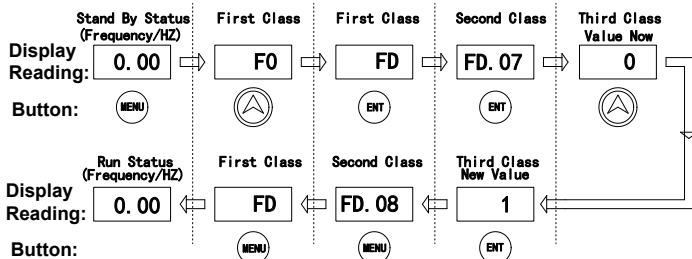 Stand By Status First Class First Class Second Class Third Class
(Frequency/HZ) Value Now
Display Reading: 0.00 F0 FD FD.07 0
Button: MENU ENT ENT
Run Status First Class Second Class Third Class
(Frequency/HZ) New Value
Display Reading: 0.00 FD FD.08 1
Button: MENU MENU ENT